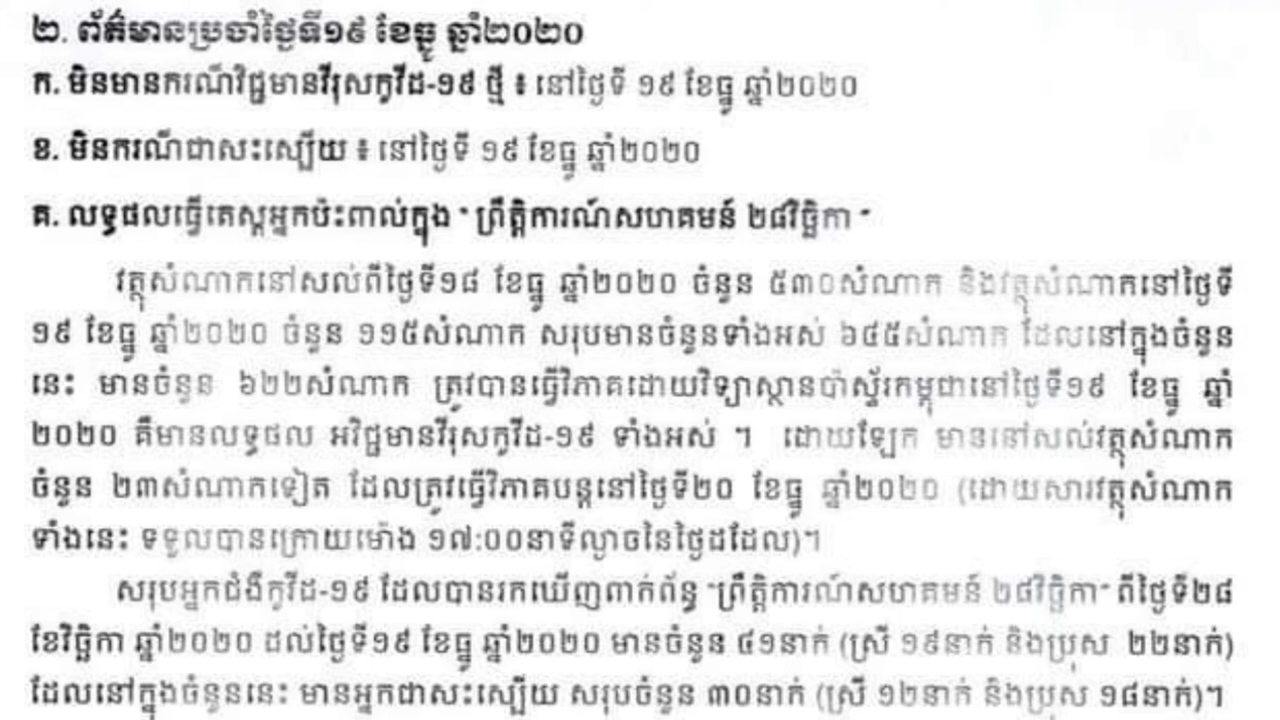 ២. ព័ត៌មានប្រចាំថ្ងៃទី១៩ ខែធ្នូ ឆ្នាំ២០២០
ក. មិនមានករណីវិជ្ជមានវីរុសកូវីដ-១៩ ថ្មី ៖ នៅថ្ងៃទី ១៩ ខែធ្នូ ឆ្នាំ២០២០
ខ. មិនករណីជាសះស្បើយ ៖ នៅថ្ងៃទី ១៩ ខែធ្នូ ឆ្នាំ២០២០
គ. លទ្ធផលធ្វើតេស្តអ្នកប៉ះពាល់ក្នុង " ព្រឹត្តិការណ៍សហគមន៍ ២៨វិច្ឆិកា "
វត្ថុសំណាកនៅសល់ពីថ្ងៃទី១៨ ខែធ្នូ ឆ្នាំ២០២០ ចំនួន ៥៣០សំណាក និងវត្ថុសំណាកនៅថ្ងៃទី
១៩ ខែធ្នូ ឆ្នាំ២០២០ ចំនួន ១១៥សំណាក សរុបមានចំនួនទាំងអស់ ៦៤៥សំណាក ដែលនៅក្នុងចំនួន
នេះ មានចំនួន ៦២២សំណាក ត្រូវបានធ្វើវិភាគដោយវិទ្យាស្ថានប៉ាស្ទ័រកម្ពុជានៅថ្ងៃទី១៩ ខែធ្នូ ឆ្នាំ
២០២០ គឺមានលទ្ធផល អវិជ្ជមានវីរុសកូវីដ-១៩ ទាំងអស់ ។ ដោយឡែក មាននៅសល់វត្ថុសំណាក
ចំនួន ២៣សំណាកទៀត ដែលត្រូវធ្វើវិភាគបន្តនៅថ្ងៃទី២០ ខែធ្នូ ឆ្នាំ២០២០ (ដោយសារវត្ថុសំណាក
ទាំងនេះ ទទួលបានក្រោយម៉ោង ១៧:០០នាទីល្ងាចនៃថ្ងៃដដែល)។
សរុបអ្នកជំងឺកូវីដ-១៩ ដែលបានរកឃើញពាក់ព័ន្ធ "ព្រឹត្តិការណ៍សហគមន៍ ២៨វិច្ឆិកា" ពីថ្ងៃទី២៨
ខែវិច្ឆិកា ឆ្នាំ២០២០ ដល់ថ្ងៃទី១៩ ខែធ្នូ ឆ្នាំ២០២០ មានចំនួន ៤១នាក់ (ស្រី ១៩នាក់ និងប្រុស ២២នាក់)
ដែលនៅក្នុងចំនួននេះ មានអ្នកជាសះស្បើយ សរុបចំនួន ៣០នាក់ (ស្រី ១២នាក់ និងប្រុស ១៨នាក់)។